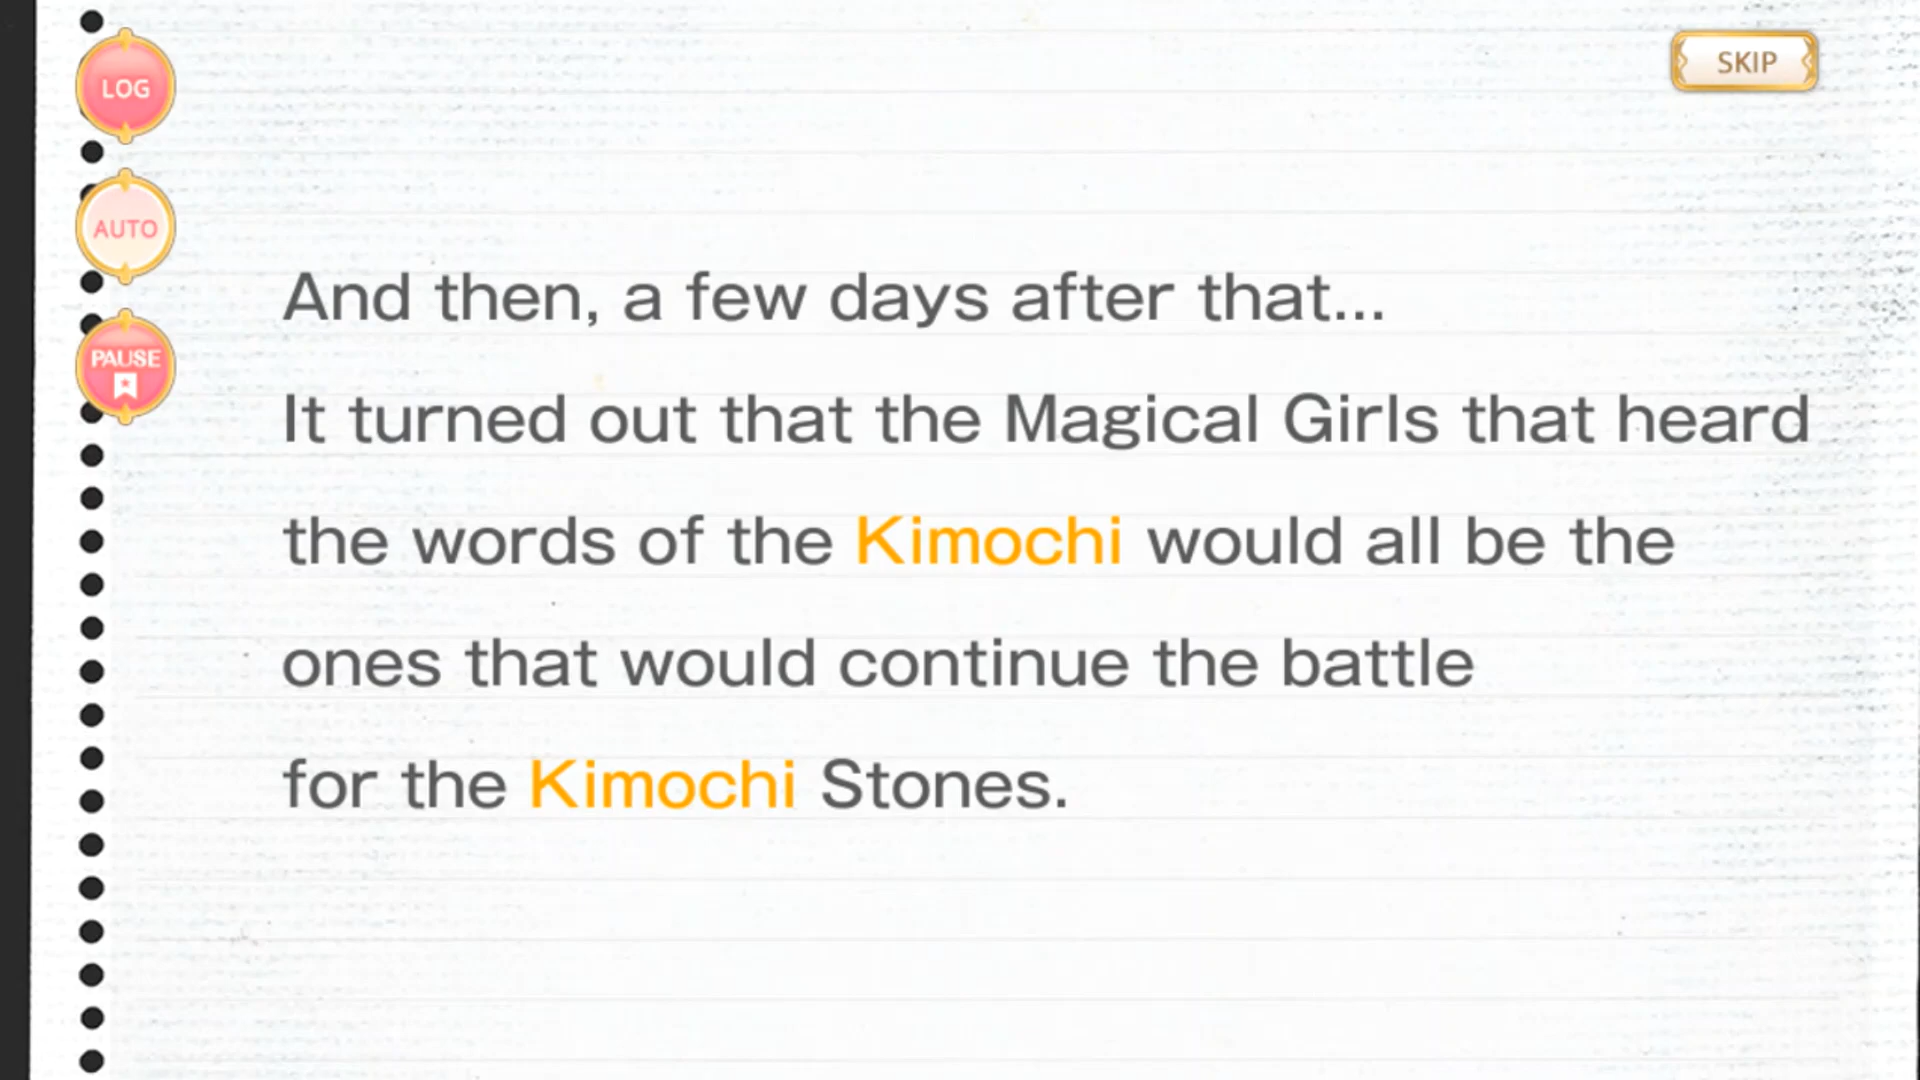 LOG
SKIP
AUTO
PAUSE
And then, a few days after that...
It turned out that the Magical Girls that heard
the words of the Kimochi would all be the
ones that would continue the battle
for the Kimochi Stones.